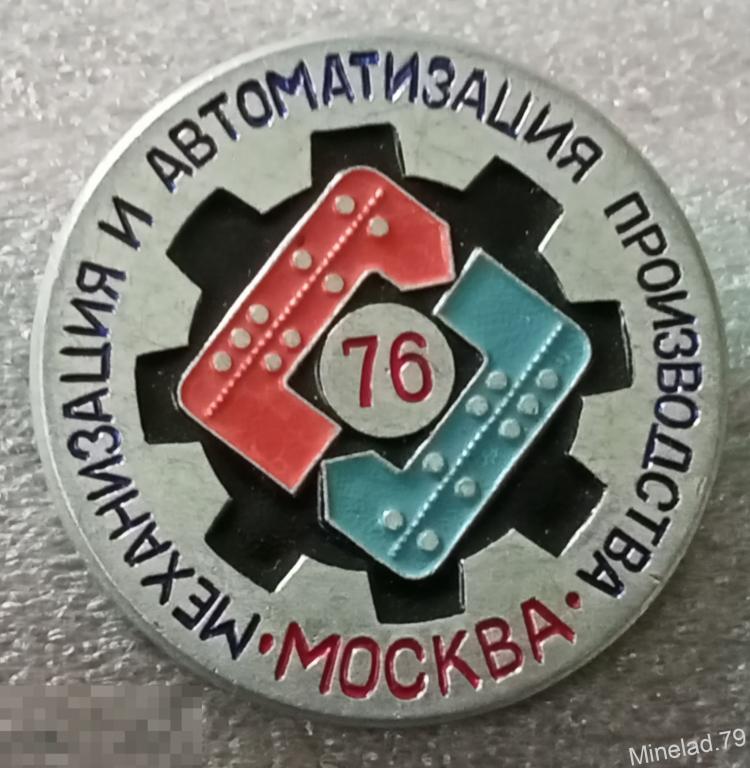 МЕХАНИЗАЦИЯ И АВТОМАТИЗАЦИЯ ПРОИЗВОДСТВА
76
• МОСКВА •
Minelad.79